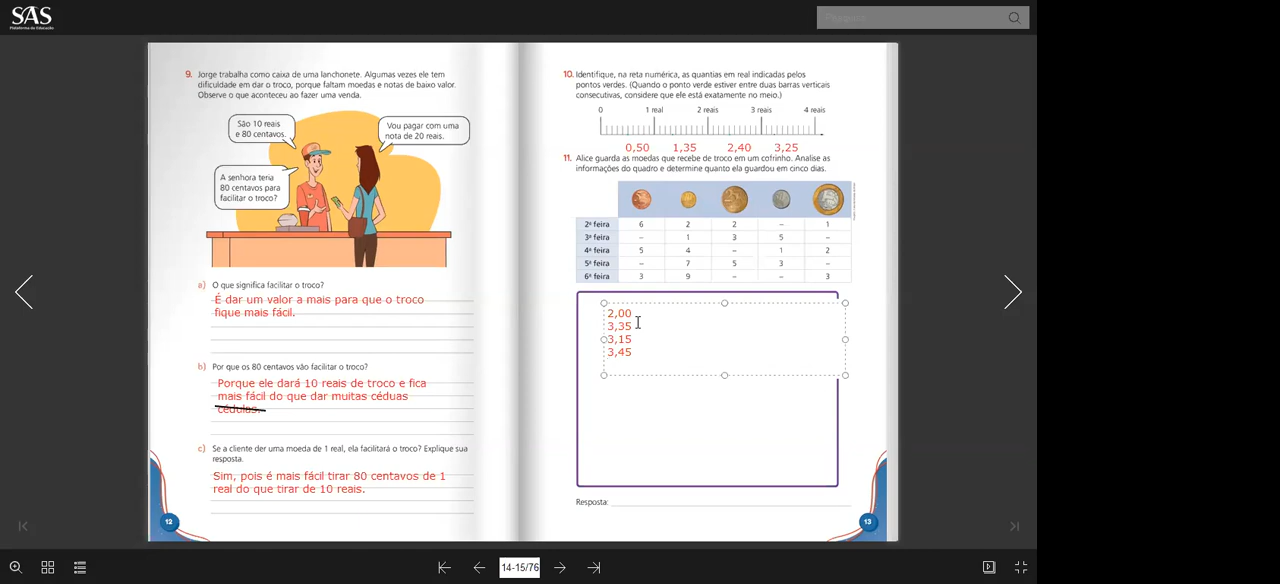 SAS
Plataforma de Educação
9. Jorge trabalha como caixa de uma lanchonete. Algumas vezes ele tem
dificuldade em dar o troco, porque faltam moedas e notas de baixo valor.
Observe o que aconteceu ao fazer uma venda.
São 10 reais
e 80 centavos.
Vou pagar com uma
nota de 20 reais.
A senhora teria
80 centavos para
facilitar o troco?
a) O que significa facilitar o troco?
É dar um valor a mais para que o troco
fique mais fácil.
b) Por que os 80 centavos vão facilitar o troco?
Porque ele dará 10 reais de troco e fica
mais fácil do que dar muitas céduas
cédulas.
c) Se a cliente der uma moeda de 1 real, ela facilitará o troco? Explique sua
resposta.
Sim, pois é mais fácil tirar 80 centavos de 1
real do que tirar de 10 reais.
12
10. Identifique, na reta numérica, as quantias em real indicadas pelos
pontos verdes. (Quando o ponto verde estiver entre duas barras verticais
consecutivas, considere que ele está exatamente no meio.)
0 1 real 2 reais 3 reais 4 reais
0,50 1,35 2,40 3,25
11. Alice guarda as moedas que recebe de troco em um cofrinho. Analise as
informações do quadro e determine quanto ela guardou em cinco dias.
2ª feira 6 2 2 – 1
3ª feira – 1 3 5 –
4ª feira 5 4 – 1 2
5ª feira – 7 5 3 –
6ª feira 3 9 – – 3
2,00
3,35
3,15
3,45
Resposta:
13
14-15/76